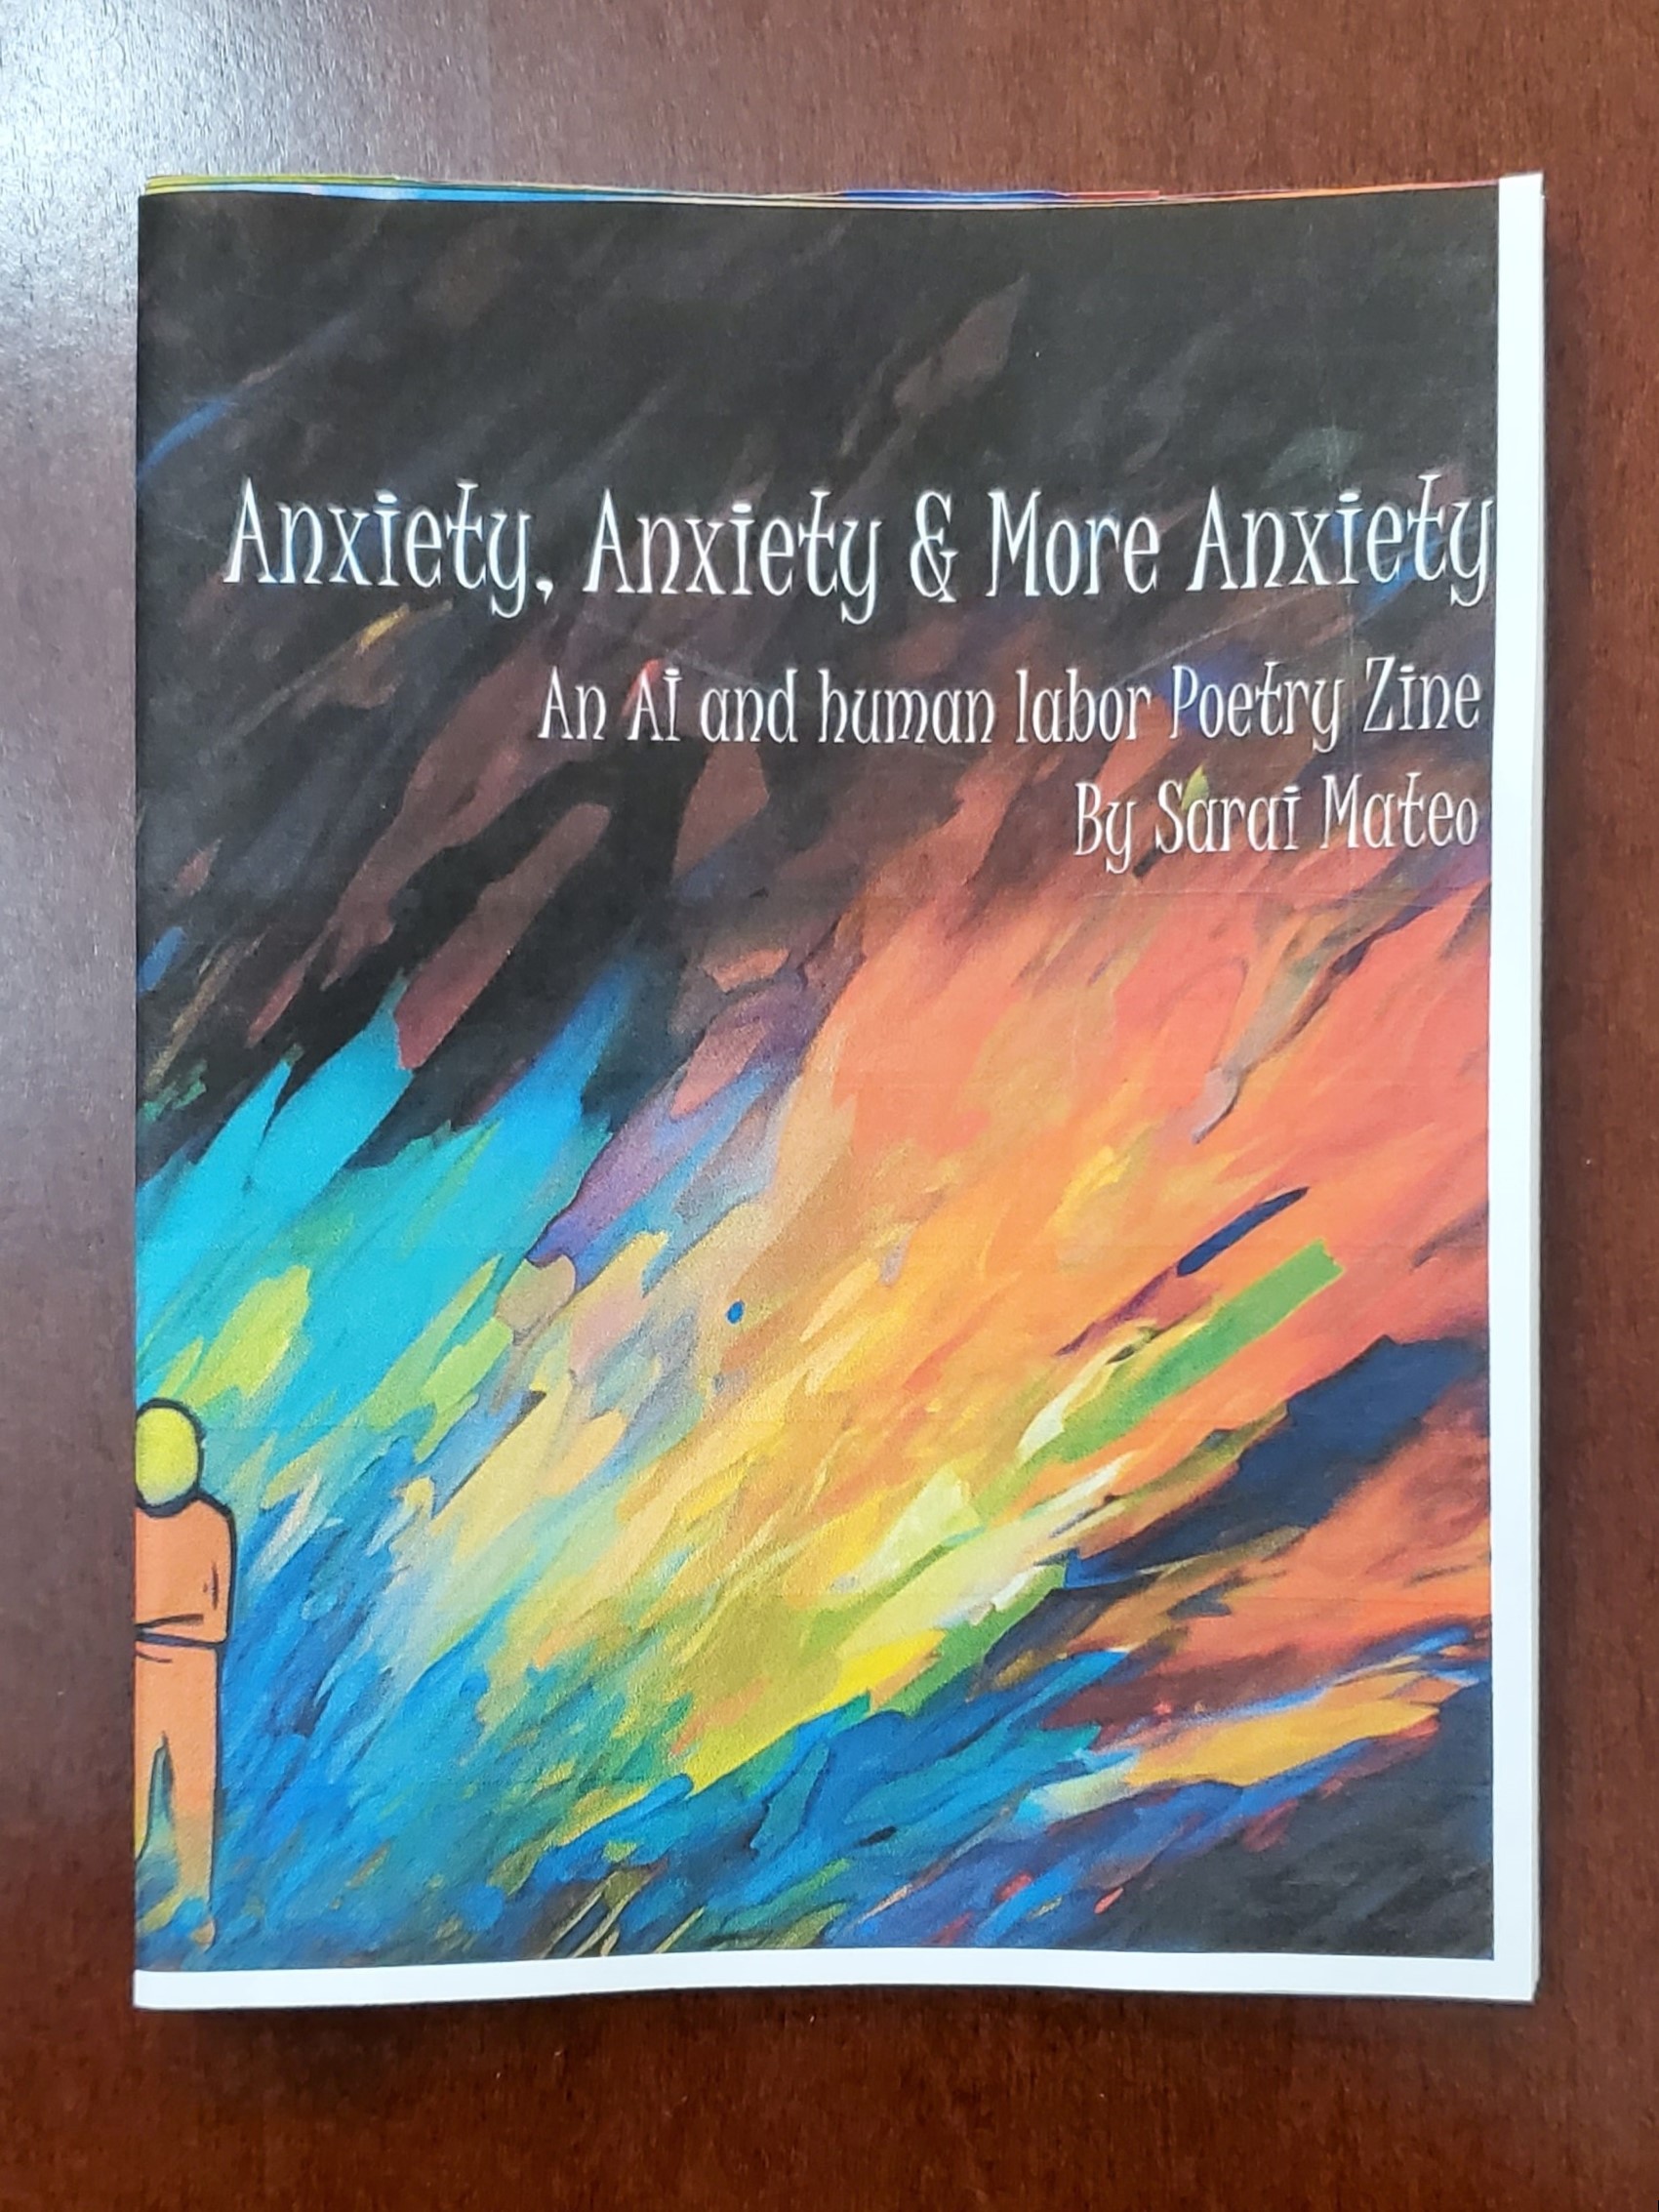 Anxiety, Anxiety & More Anxiety
An AI and human labor Poetry Zine
By Sarai Mateo